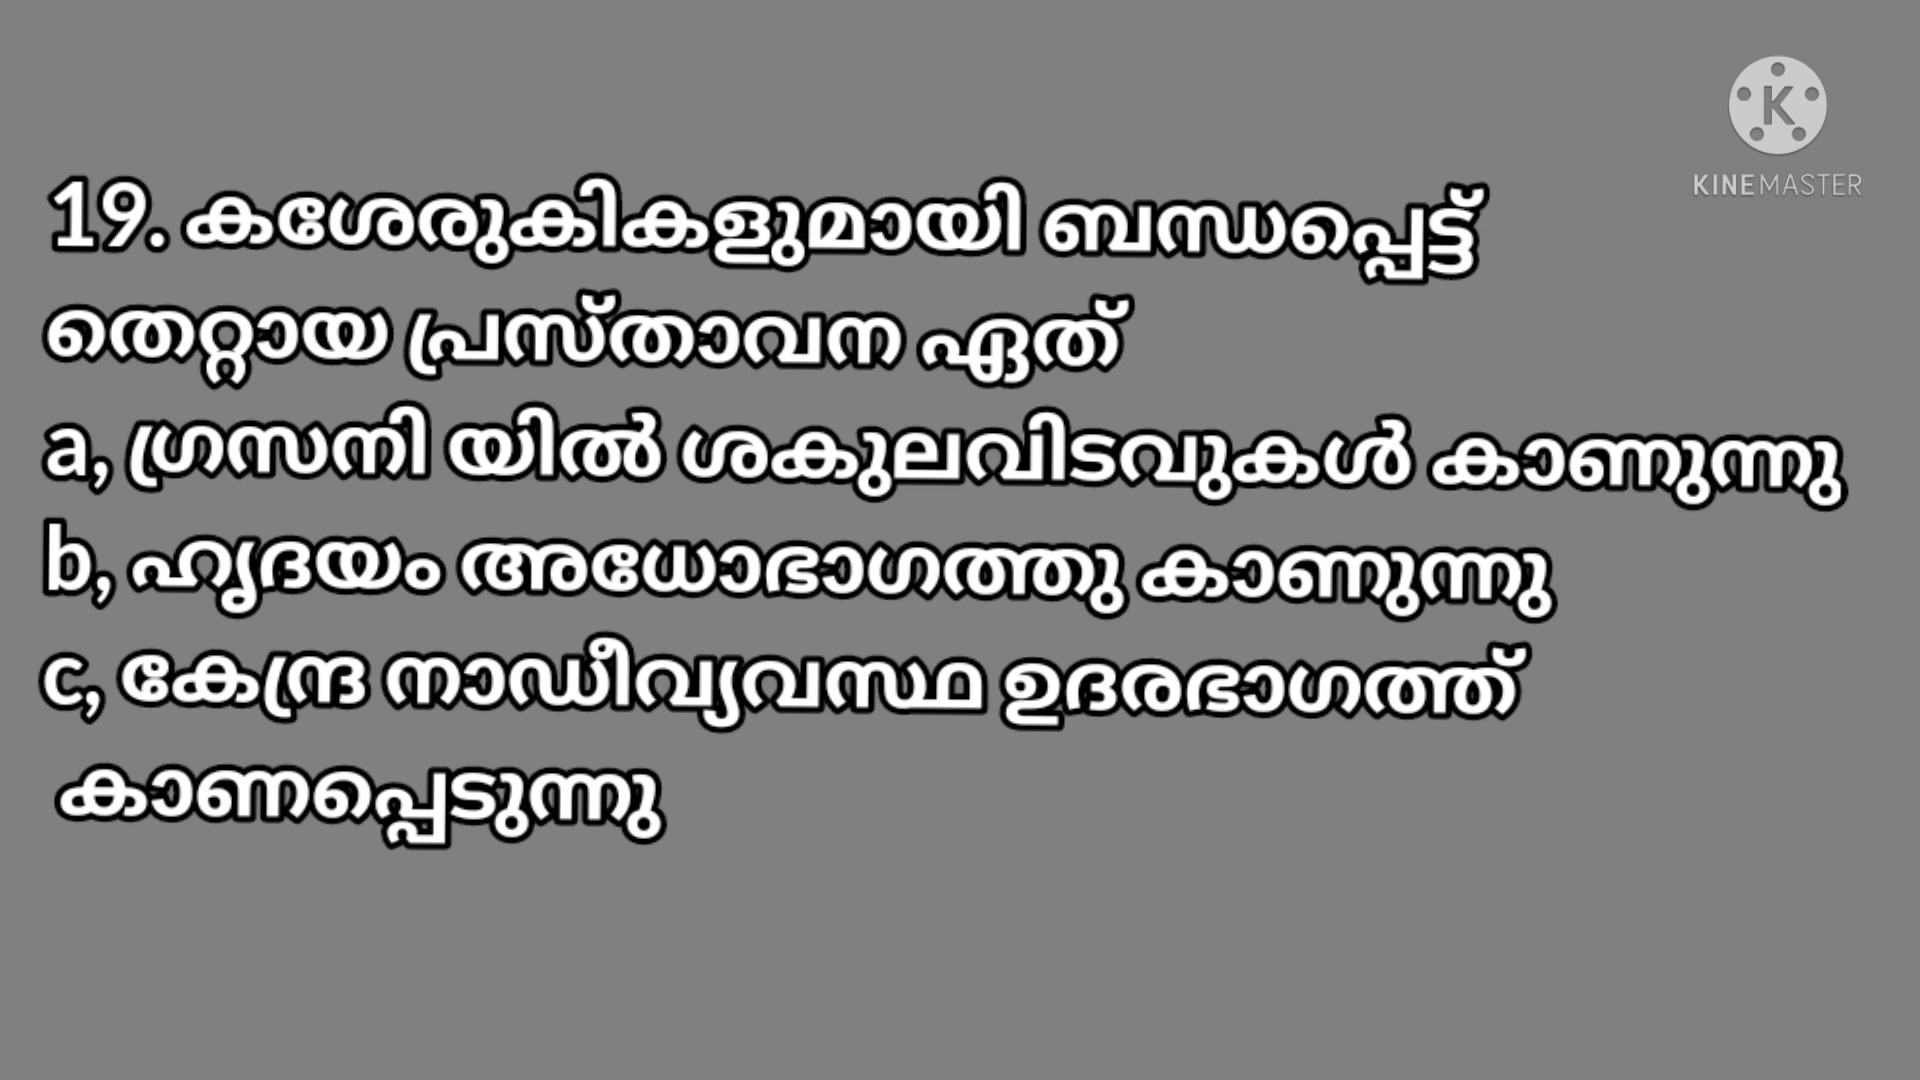 KINEMASTER
19. കശേരുകികളുമായി ബന്ധപ്പെട്ട്
തെറ്റായ പ്രസ്താവന ഏത്
a, ഗ്രസനി യിൽ ശകുലവിടവുകൾ കാണുന്നു
b, ഹൃദയം അധോഭാഗത്തു കാണുന്നു
c, കേന്ദ്ര നാഡീവ്യവസ്ഥ ഉദരഭാഗത്ത്
കാണപ്പെടുന്നു